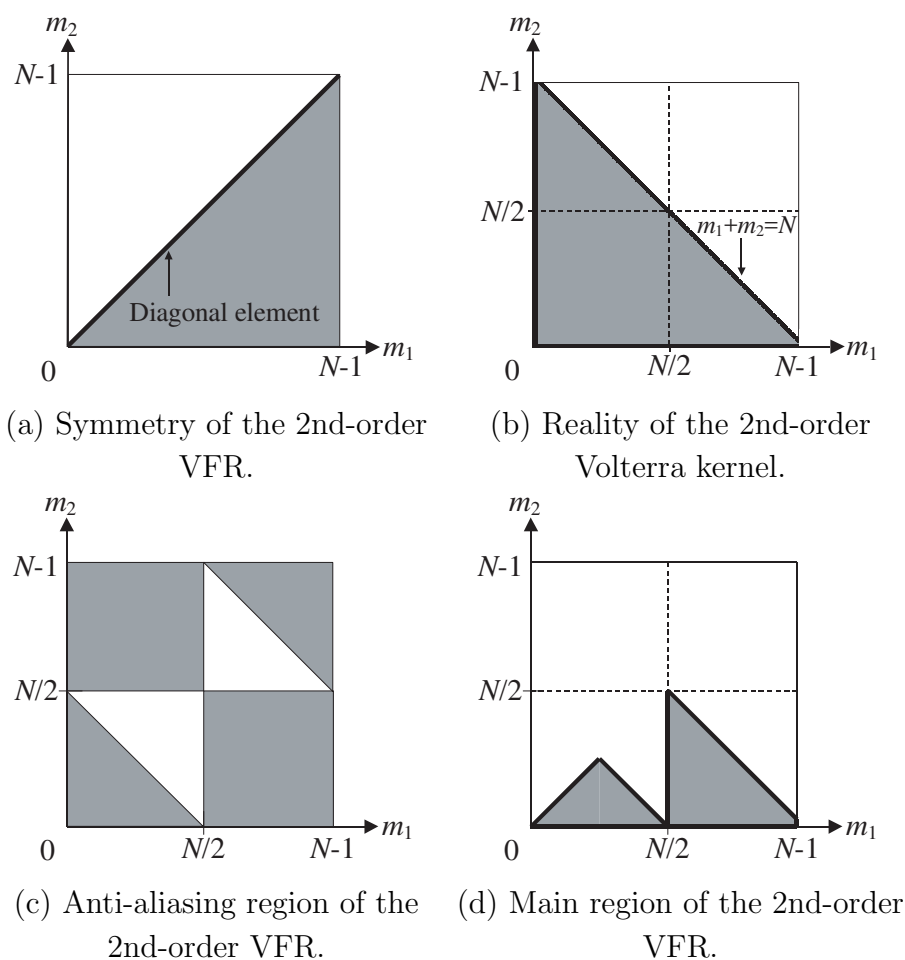 m₂
N-1
Diagonal element
0
N-1
m₁
(a) Symmetry of the 2nd-order
VFR.
m₂
N-1
N/2
m₁+m₂=N
0
N/2
N-1
m₁
(b) Reality of the 2nd-order
Volterra kernel.
m₂
N-1
N/2
0
N/2
N-1
m₁
(c) Anti-aliasing region of the
2nd-order VFR.
m₂
N-1
N/2
0
N/2
N-1
m₁
(d) Main region of the 2nd-order
VFR.